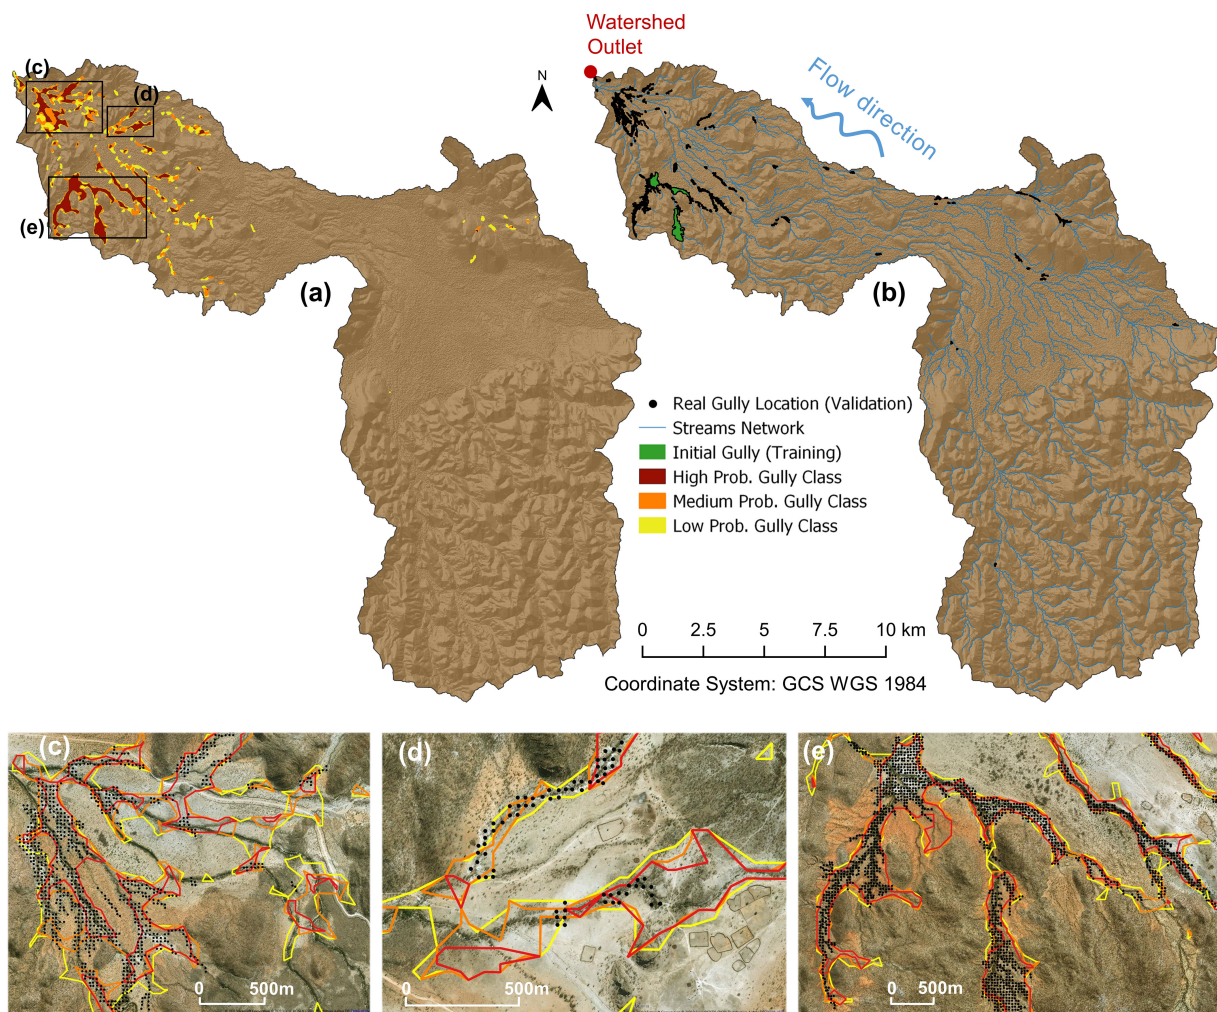 Watershed
Outlet
(c)
(d)
(e)
(a)
N
Flow direction
(b)
Real Gully Location (Validation)
Streams Network
Initial Gully (Training)
High Prob. Gully Class
Medium Prob. Gully Class
Low Prob. Gully Class
0 2.5 5 7.5 10 km
Coordinate System: GCS WGS 1984
(c)
0 500m
(d)
0 500m
(e)
0 500m